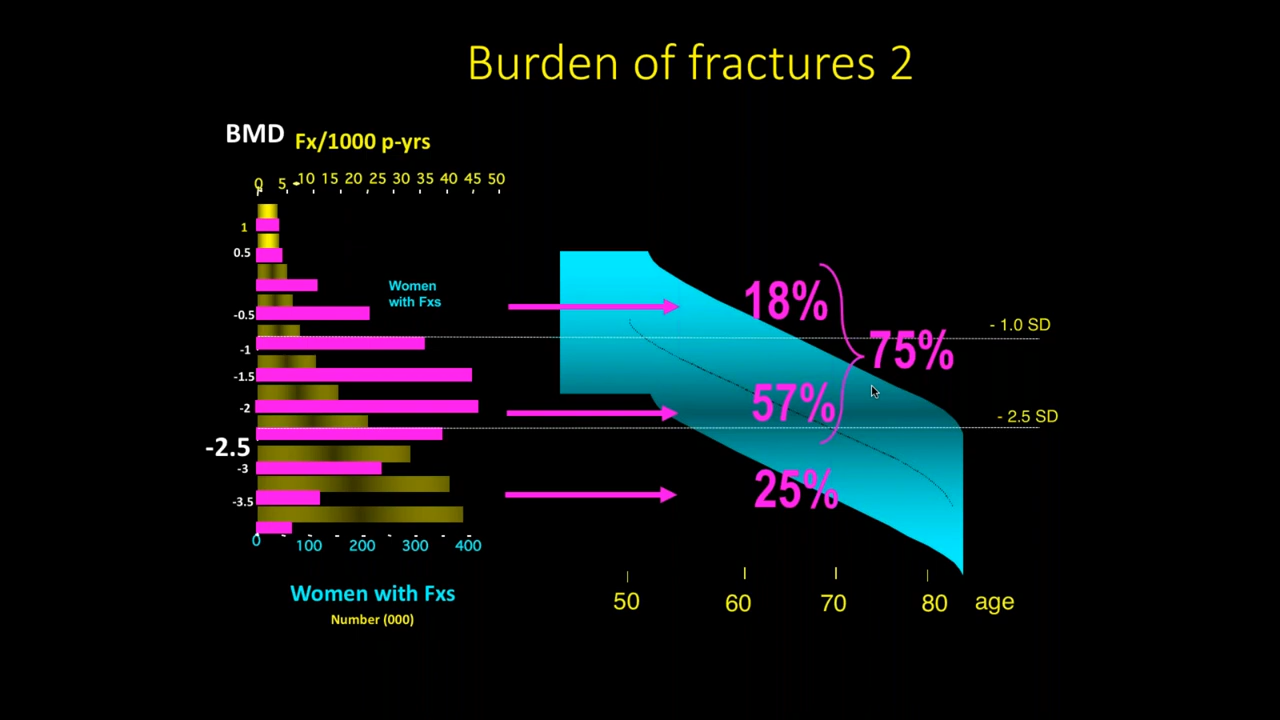 Burden of fractures 2
BMD
Fx/1000 p-yrs
0 5 10 15 20 25 30 35 40 45 50
1
0.5
-0.5
-1
-1.5
-2
-2.5
-3
-3.5
Women
with Fxs
0 100 200 300 400
Women with Fxs
Number (000)
18%
57%
75%
25%
- 1.0 SD
- 2.5 SD
50 60 70 80 age